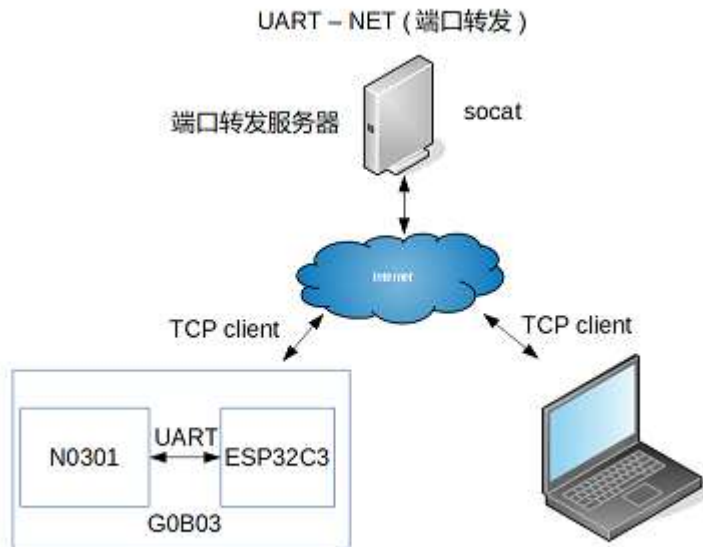 UART – NET ( 端口转发 )
端口转发服务器
socat
internet
TCP client
TCP client
N0301
UART
ESP32C3
G0B03